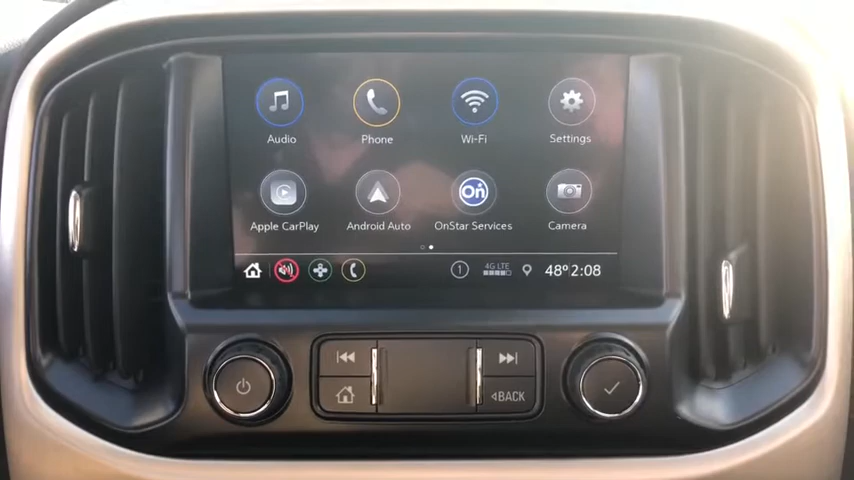 Audio Phone Wi-Fi Settings
On
Apple CarPlay Android Auto OnStar Services Camera
1 4G LTE 48° 2:08
BACK